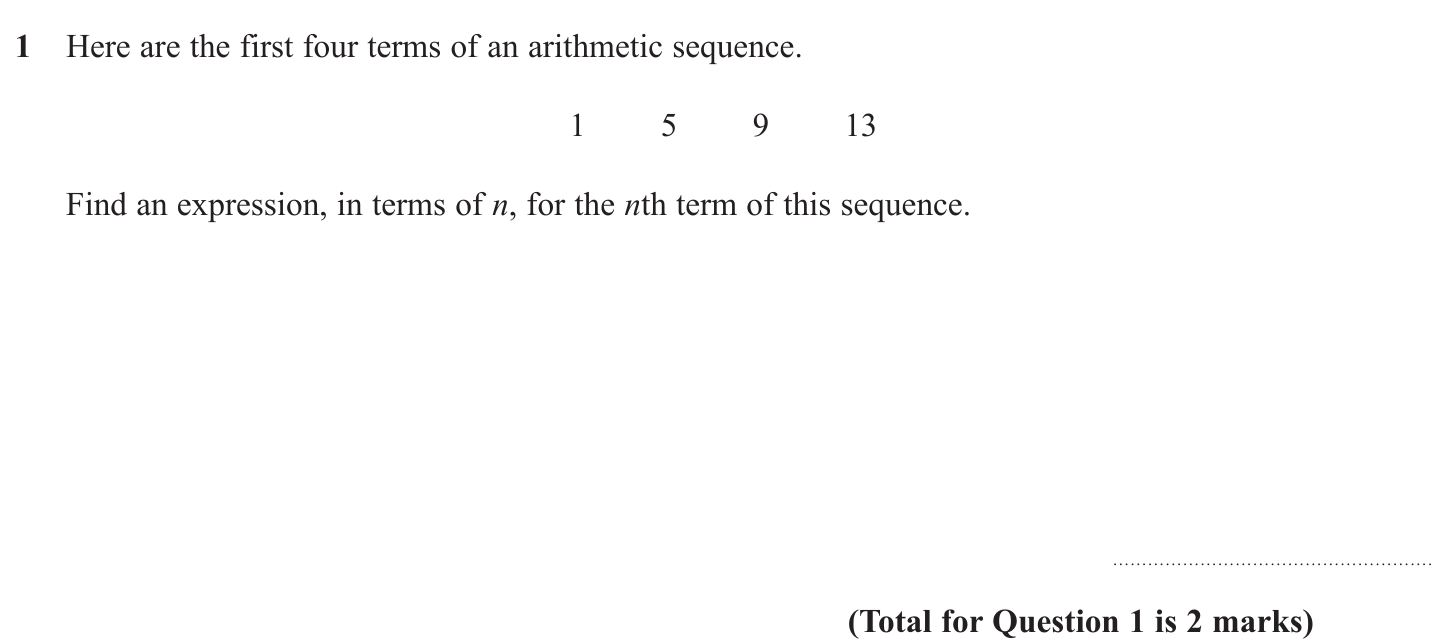 1 Here are the first four terms of an arithmetic sequence.
1 5 9 13
Find an expression, in terms of n, for the nth term of this sequence.
.......................................................
(Total for Question 1 is 2 marks)